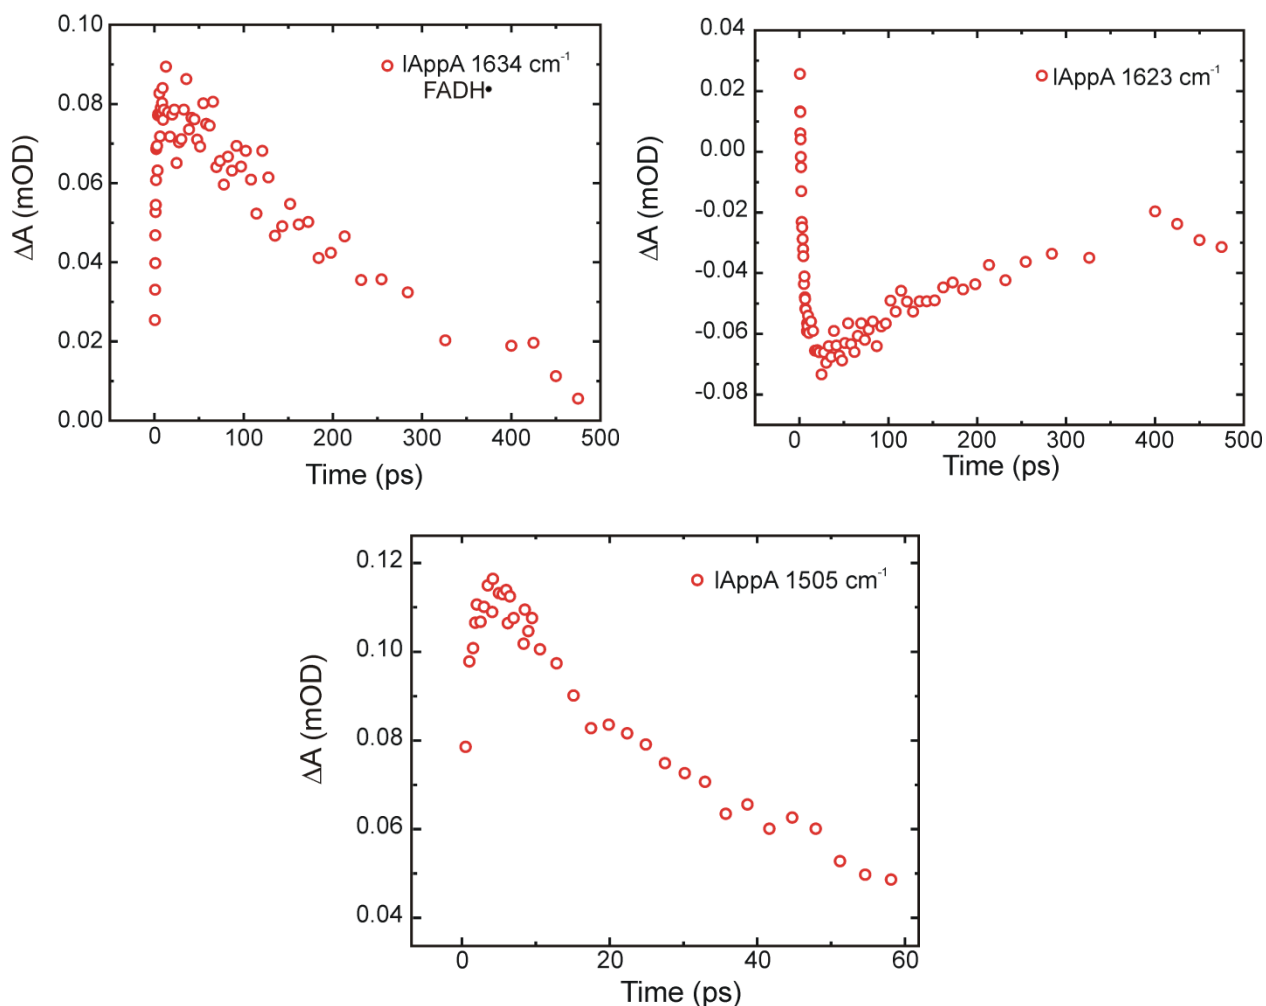 IAppA 1634 cm⁻¹
FADH•
ΔA (mOD)
0.10
0.08
0.06
0.04
0.02
0.00
0 100 200 300 400 500
Time (ps)
IAppA 1623 cm⁻¹
ΔA (mOD)
0.04
0.02
0.00
-0.02
-0.04
-0.06
-0.08
0 100 200 300 400 500
Time (ps)
IAppA 1505 cm⁻¹
ΔA (mOD)
0.12
0.10
0.08
0.06
0.04
0 20 40 60
Time (ps)